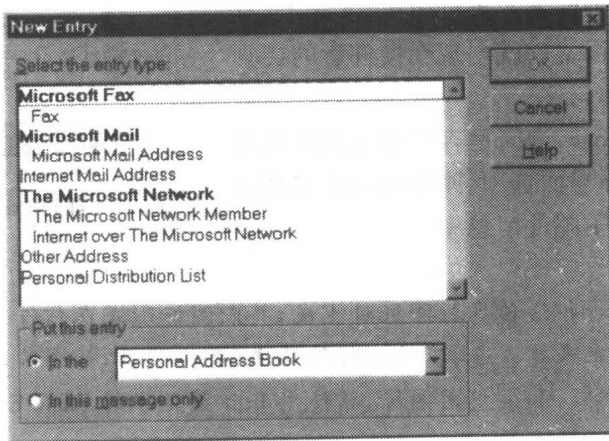 New Entry
Select the entry type:
OK
Microsoft Fax
Fax
Cancel
Microsoft Mail
Microsoft Mail Address
Help
Internet Mail Address
The Microsoft Network
The Microsoft Network Member
Internet over The Microsoft Network
Other Address
Personal Distribution List
Put this entry
In the
Personal Address Book
In this message only